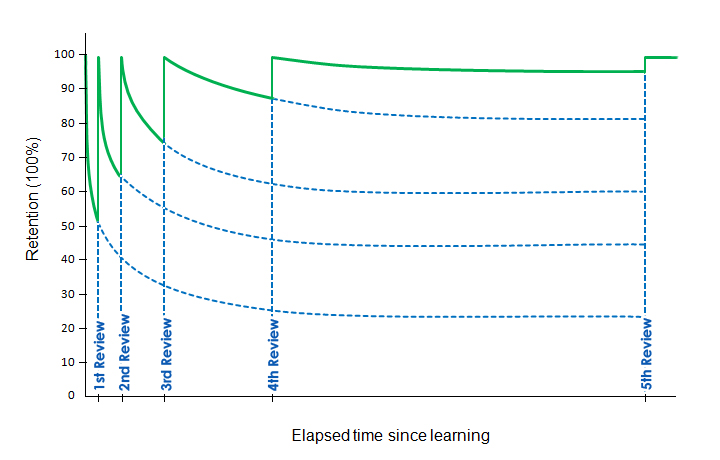 100
90
80
70
60
50
40
30
20
10
0
Retention (100%)
1st Review
2nd Review
3rd Review
4th Review
5th Review
Elapsed time since learning